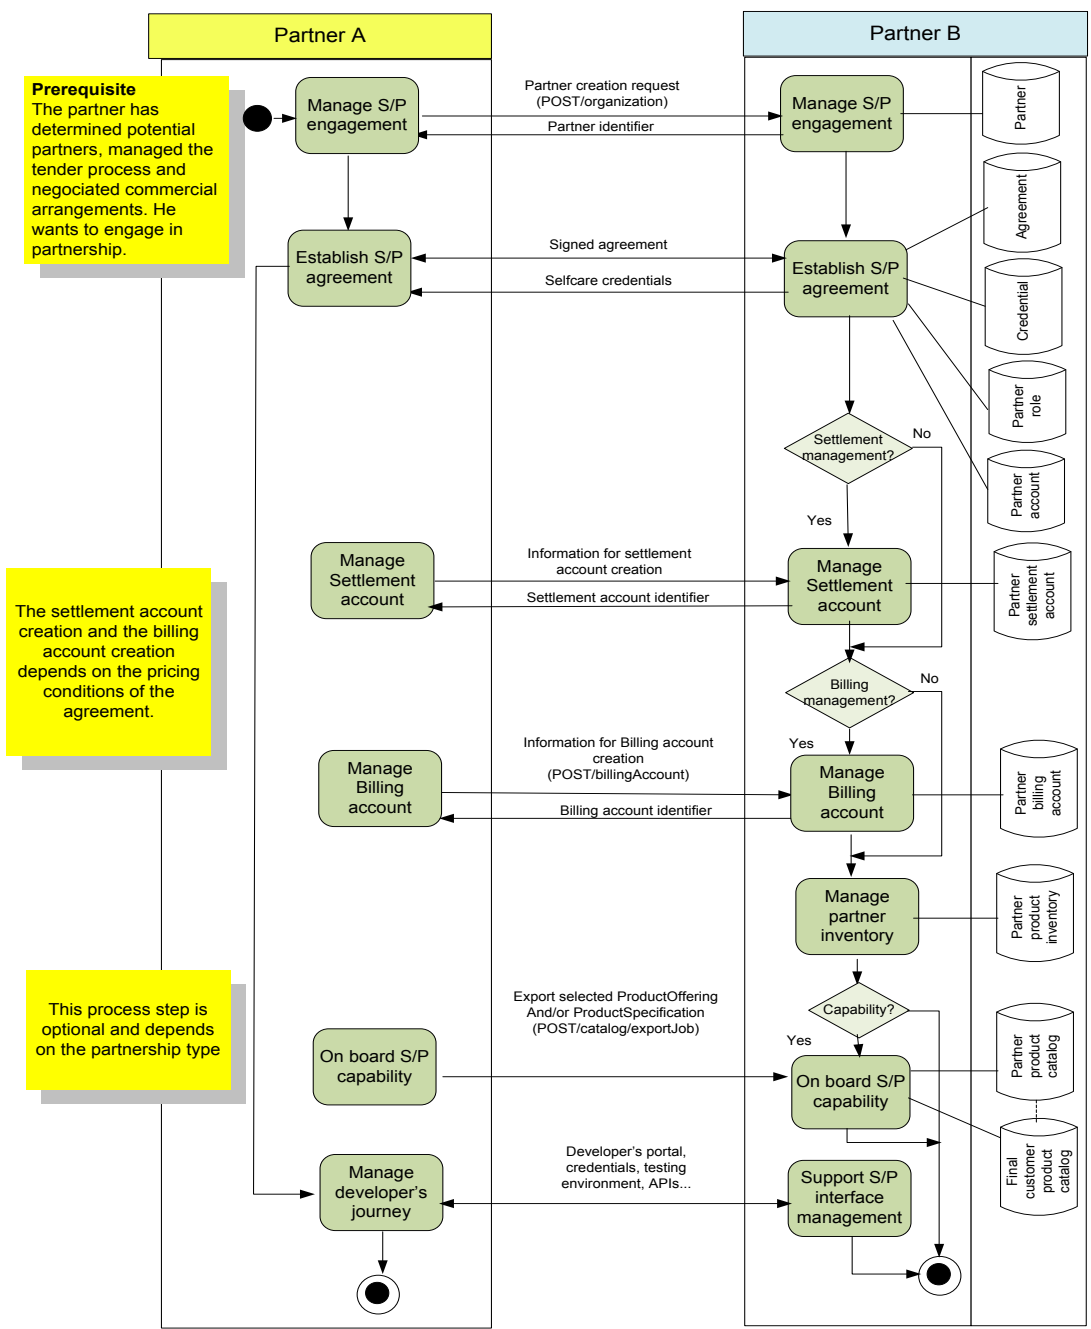 Partner A
Partner B
Prerequisite
The partner has
determined potential
partners, managed the
tender process and
negociated commercial
arrangements. He
wants to engage in
partnership.
Manage S/P
engagement
Partner creation request
(POST/organization)
Partner identifier
Manage S/P
engagement
Partner
Establish S/P
agreement
Signed agreement
Selfcare credentials
Establish S/P
agreement
Agreement
Credential
Partner
role
Partner
account
Settlement
management?
No
Yes
The settlement account
creation and the billing
account creation
depends on the pricing
conditions of the
agreement.
Manage
Settlement
account
Information for settlement
account creation
Settlement account identifier
Manage
Settlement
account
Partner
settlement
account
Billing
management?
No
Yes
Manage
Billing
account
Information for Billing account
creation
(POST/billingAccount)
Billing account identifier
Manage
Billing
account
Partner
billing
account
Manage
partner
inventory
Partner
product
inventory
This process step is
optional and depends
on the partnership type
Export selected ProductOffering
And/or ProductSpecification
(POST/catalog/exportJob)
Capability?
Yes
On board S/P
capability
On board S/P
capability
Partner
product
catalog
Final
customer
product
catalog
Manage
developer's
journey
Developer's portal,
credentials, testing
environment, APIs...
Support S/P
interface
management